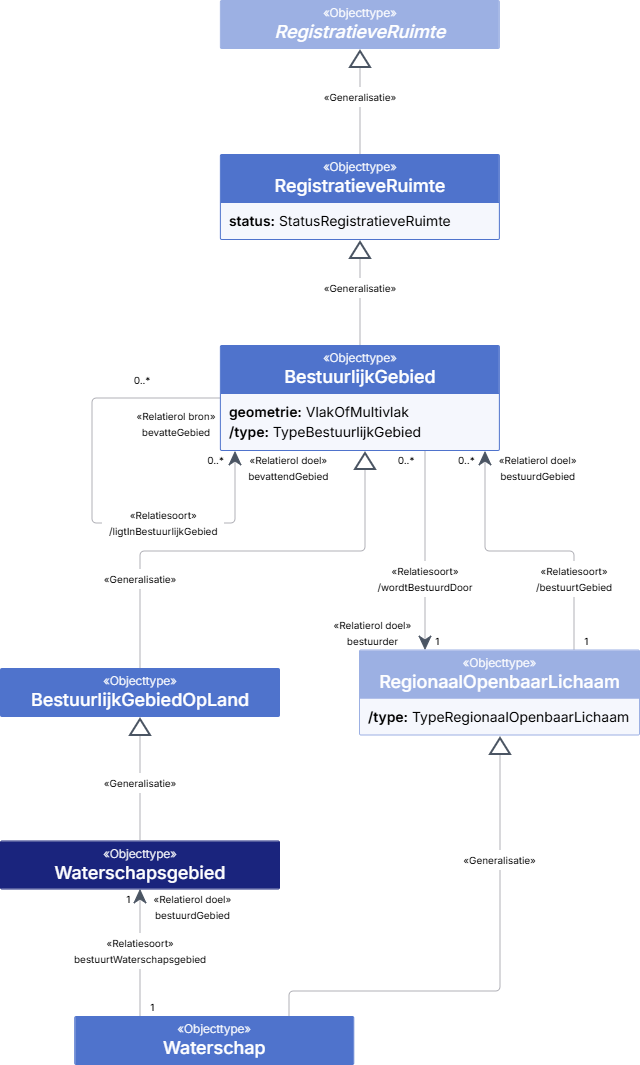 «Objecttype»
RegistratieveRuimte
«Generalisatie»
«Objecttype»
RegistratieveRuimte
status: StatusRegistratieveRuimte
«Generalisatie»
«Objecttype»
BestuurlijkGebied
geometrie: VlakOfMultivlak
/type: TypeBestuurlijkGebied
0..*
«Relatierol bron»
bevatteGebied
0..*
«Relatierol doel»
bevattendGebied
0..*
0..*
«Relatierol doel»
bestuurdGebied
«Relatiesoort»
/ligtInBestuurlijkGebied
«Generalisatie»
«Relatiesoort»
/wordtBestuurdDoor
«Relatiesoort»
/bestuurtGebied
«Relatierol doel»
bestuurder
1
1
«Objecttype»
RegionaalOpenbaarLichaam
/type: TypeRegionaalOpenbaarLichaam
«Objecttype»
BestuurlijkGebiedOpLand
«Generalisatie»
«Objecttype»
Waterschapsgebied
«Generalisatie»
1
«Relatierol doel»
bestuurdGebied
«Relatiesoort»
bestuurtWaterschapsgebied
1
«Objecttype»
Waterschap